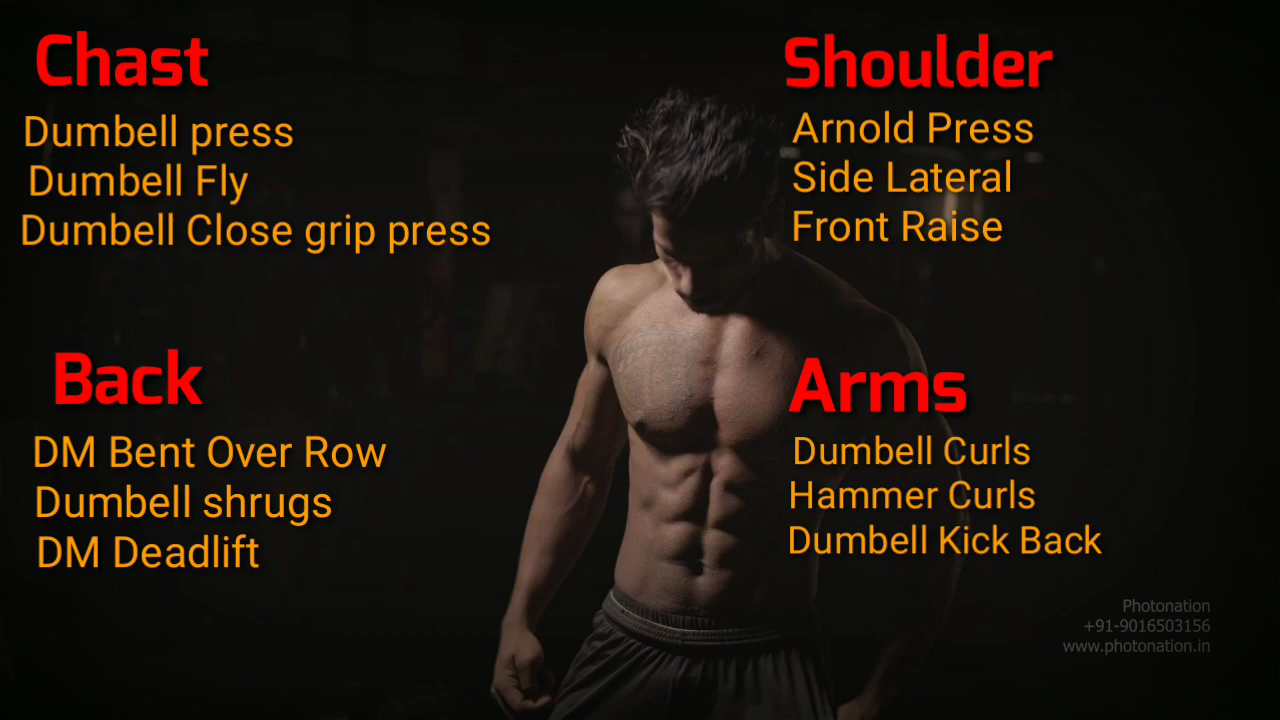 Chast
Dumbell press
Dumbell Fly
Dumbell Close grip press
Shoulder
Arnold Press
Side Lateral
Front Raise
Back
DM Bent Over Row
Dumbell shrugs
DM Deadlift
Arms
Dumbell Curls
Hammer Curls
Dumbell Kick Back
Photonation
+91-9016503156
www.photonation.in